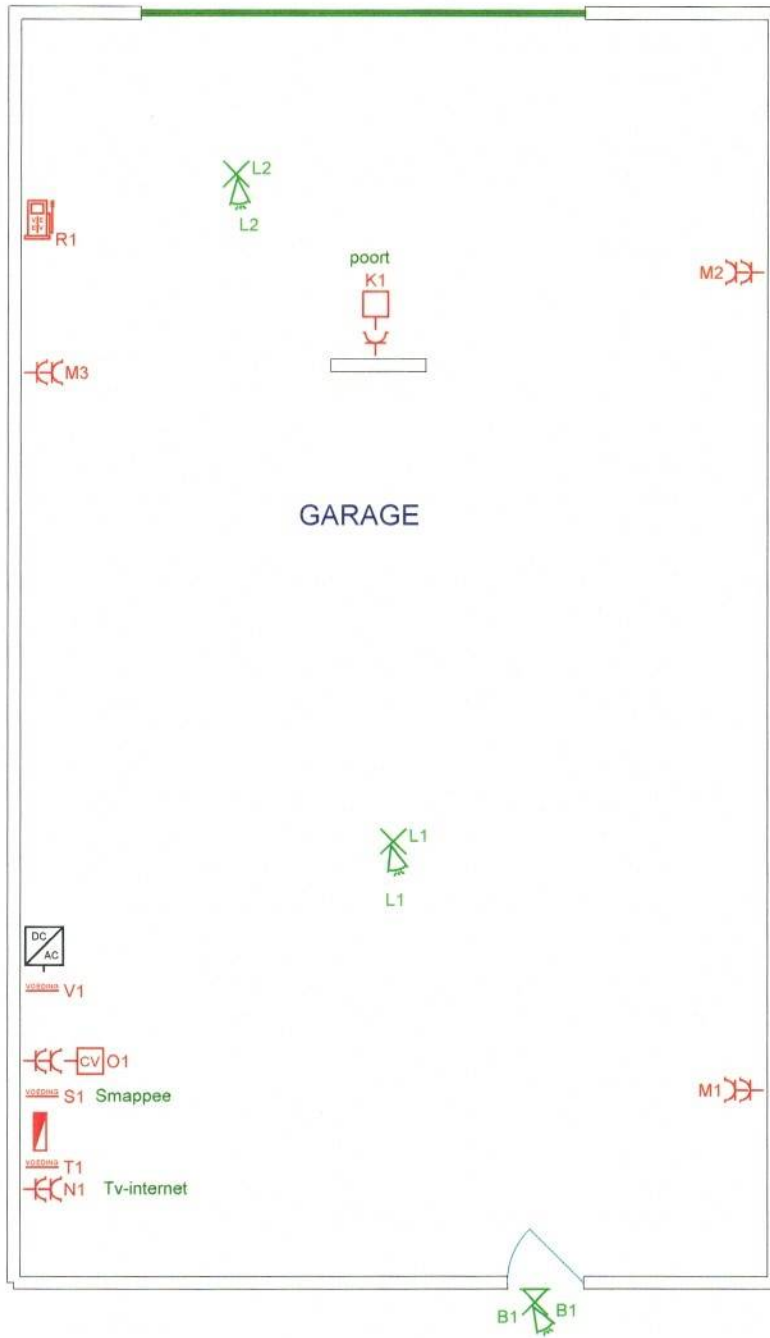 L2
L2
R1
poort
K1
M2
M3
GARAGE
L1
L1
DC
AC
VOEDING V1
CV O1
VOEDING S1 Smappee
M1
VOEDING T1
N1 Tv-internet
B1 B1